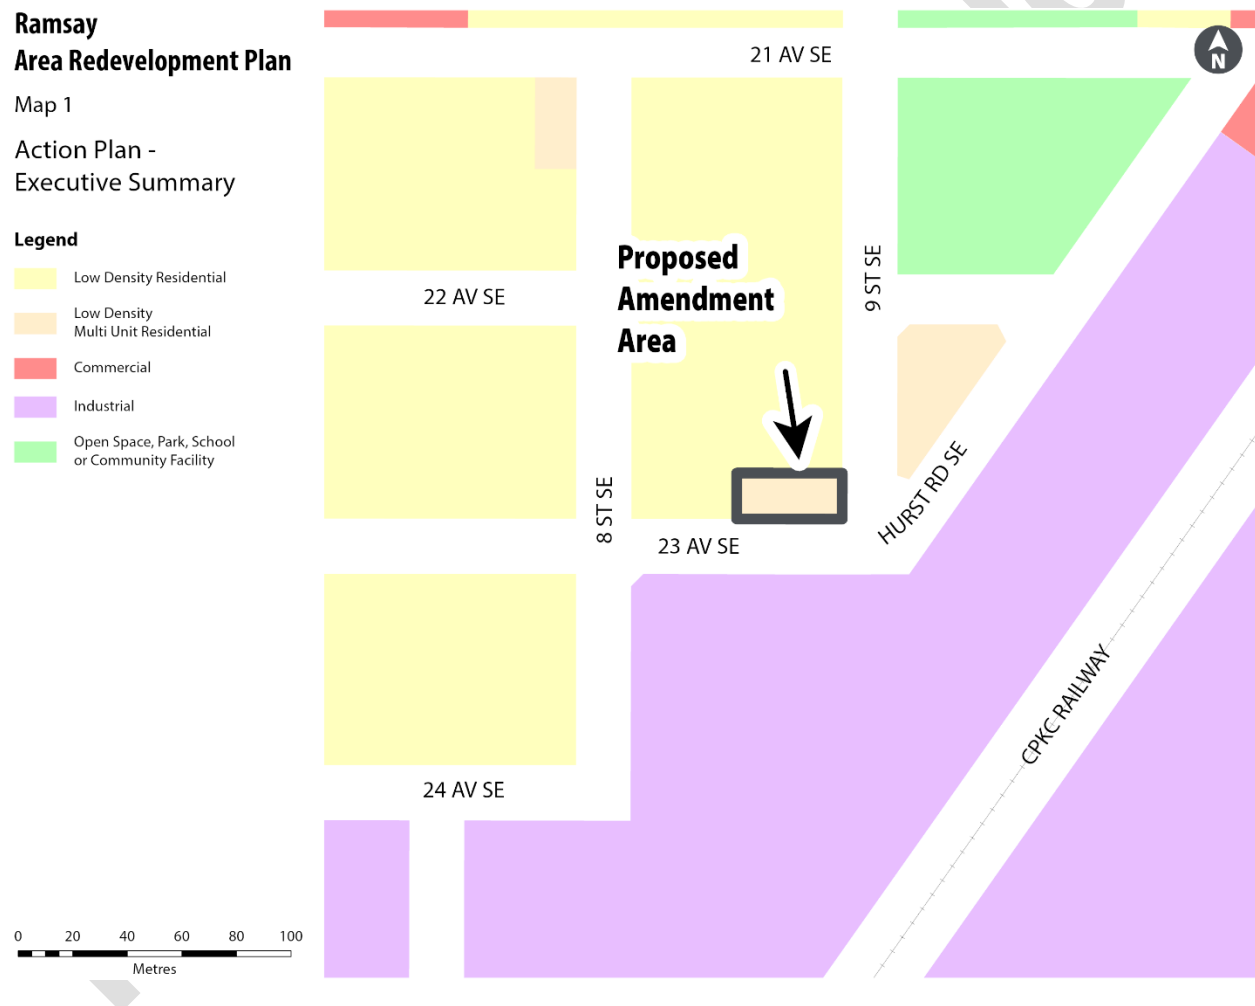 Ramsay
Area Redevelopment Plan
Map 1
Action Plan -
Executive Summary
Legend
Low Density Residential
Low Density
Multi Unit Residential
Commercial
Industrial
Open Space, Park, School
or Community Facility
0 20 40 60 80 100
Metres
21 AV SE
N
22 AV SE
Proposed
Amendment
Area
9 ST SE
8 ST SE
23 AV SE
HURST RD SE
24 AV SE
CPKC RAILWAY